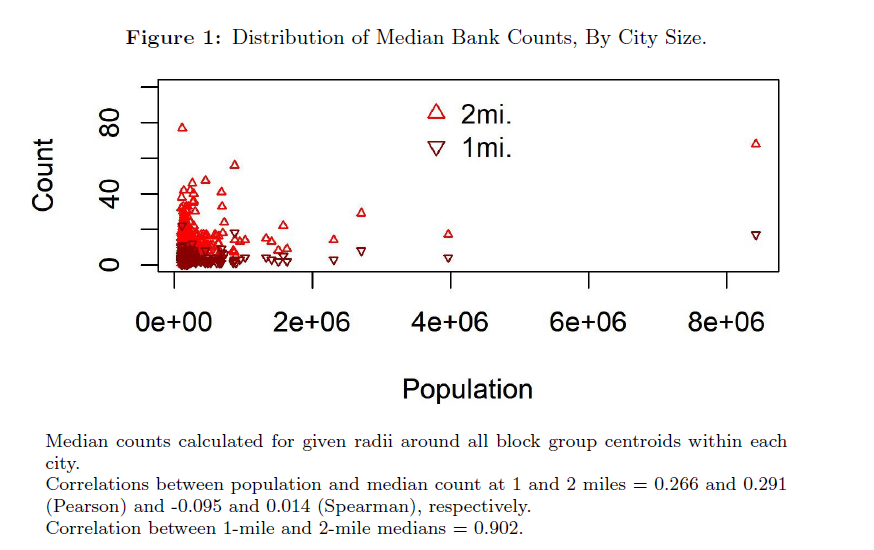 Figure 1: Distribution of Median Bank Counts, By City Size.
2mi.
1mi.
Count
80
40
0
0e+00 2e+06 4e+06 6e+06 8e+06
Population
Median counts calculated for given radii around all block group centroids within each
city.
Correlations between population and median count at 1 and 2 miles = 0.266 and 0.291
(Pearson) and -0.095 and 0.014 (Spearman), respectively.
Correlation between 1-mile and 2-mile medians = 0.902.